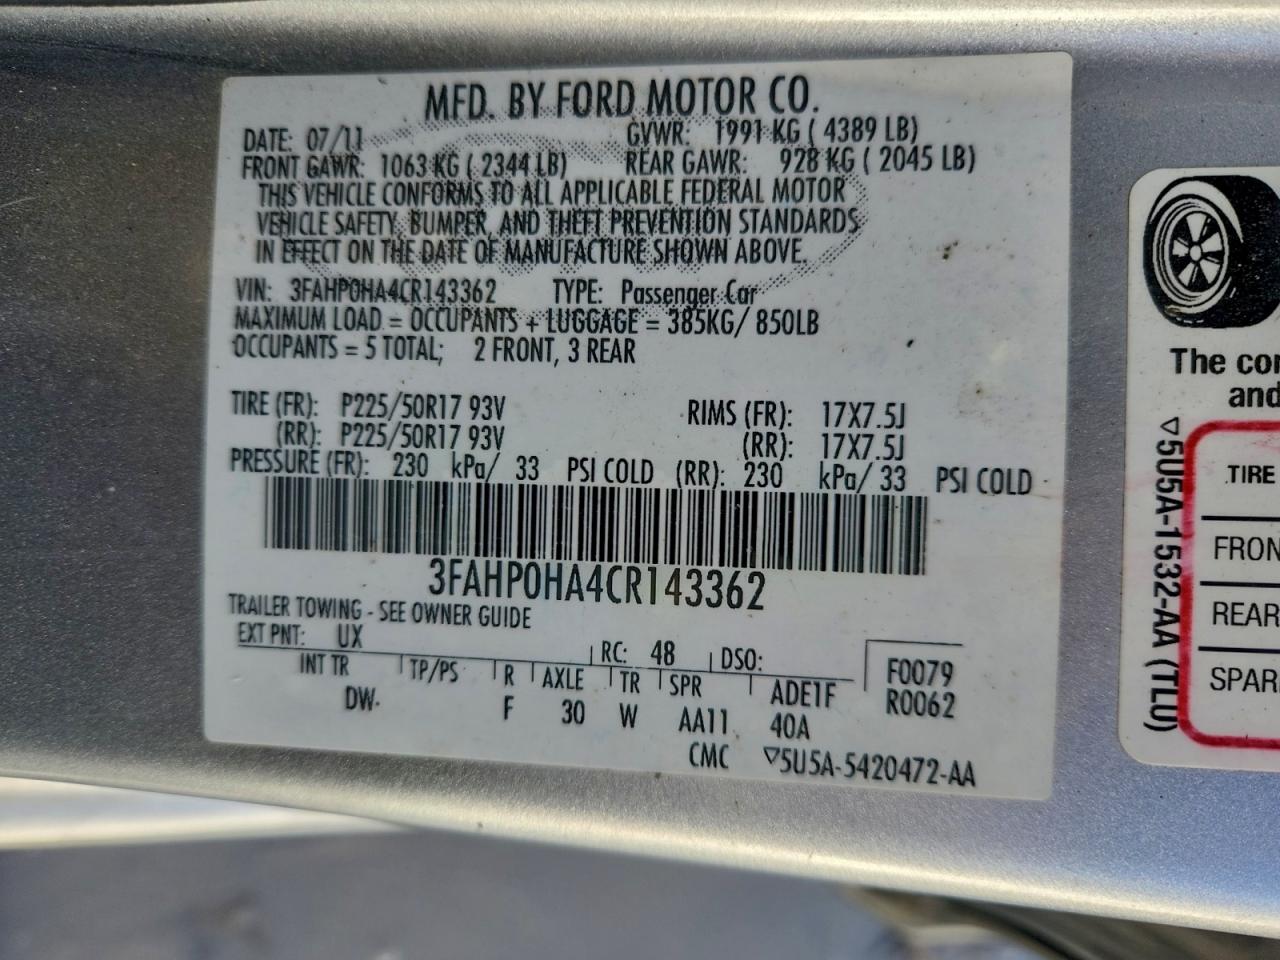 MFD. BY FORD MOTOR CO.
DATE: 07/11 GVWR: 1991 KG ( 4389 LB)
FRONT GAWR: 1063 KG ( 2344 LB) REAR GAWR: 928 KG ( 2045 LB)
THIS VEHICLE CONFORMS TO ALL APPLICABLE FEDERAL MOTOR
VEHICLE SAFETY, BUMPER, AND THEFT PREVENTION STANDARDS
IN EFFECT ON THE DATE OF MANUFACTURE SHOWN ABOVE.
VIN: 3FAHP0HA4CR143362 TYPE: Passenger Car
MAXIMUM LOAD = OCCUPANTS + LUGGAGE = 385KG/ 850LB
OCCUPANTS = 5 TOTAL; 2 FRONT, 3 REAR
TIRE (FR): P225/50R17 93V RIMS (FR): 17X7.5J
(RR): P225/50R17 93V (RR): 17X7.5J
PRESSURE (FR): 230 kPa/ 33 PSI COLD (RR): 230 kPa/ 33 PSI COLD
3FAHP0HA4CR143362
TRAILER TOWING - SEE OWNER GUIDE
EXT PNT: UX RC: 48 DSO: F0079
INT TR TP/PS R AXLE TR SPR ADE1F R0062
DW F 30 W AA11 40A
CMC ▽5U5A-5420472-AA
The con
and
▽5U5A-1532-AA (TLU)
TIRE
FRON
REAR
SPAR